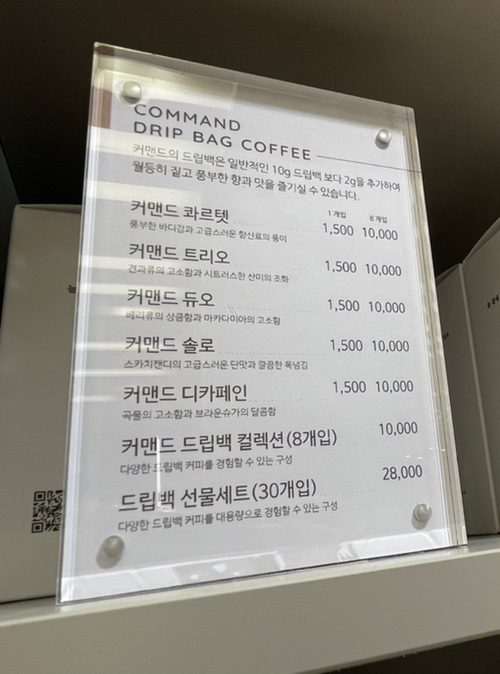 COMMAND
DRIP BAG COFFEE
커맨드의 드립백은 일반적인 10g 드립백 보다 2g을 추가하여
월등히 짙고 풍부한 향과 맛을 즐기실 수 있습니다.
1개입 8개입
커맨드 콰르텟 1,500 10,000
풍부한 바디감과 고급스러운 향신료의 풍미
커맨드 트리오 1,500 10,000
견과류의 고소함과 시트러스한 산미의 조화
커맨드 듀오 1,500 10,000
베리류의 상큼함과 마카다미아의 고소함
커맨드 솔로 1,500 10,000
스카치캔디의 고급스러운 단맛과 깔끔한 목넘김
커맨드 디카페인 1,500 10,000
곡물의 고소함과 브라운슈가의 달콤함
커맨드 드립백 컬렉션(8개입) 10,000
다양한 드립백 커피를 경험할 수 있는 구성
드립백 선물세트(30개입) 28,000
다양한 드립백 커피를 대용량으로 경험할 수 있는 구성